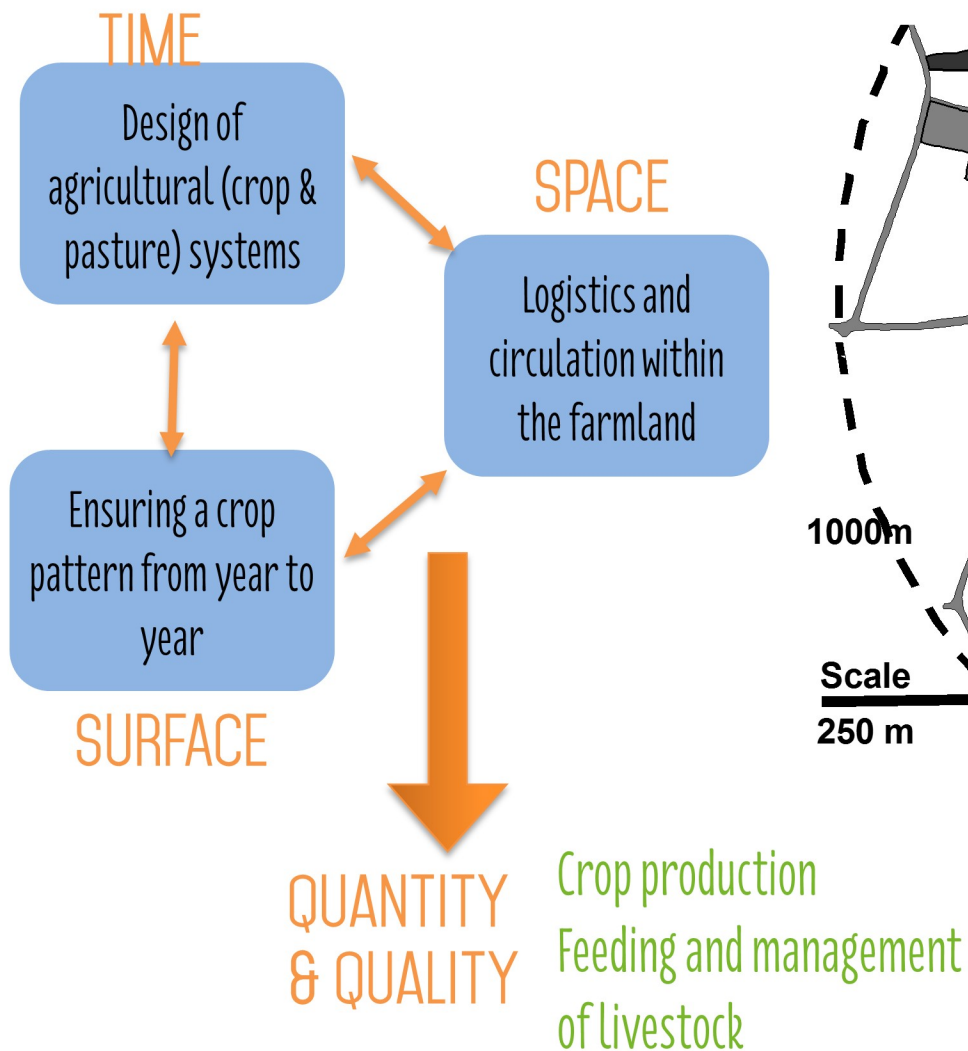 TIME
Design of
agricultural (crop &
pasture) systems
SPACE
Logistics and
circulation within
the farmland
Ensuring a crop
pattern from year to
year
SURFACE
1000m
Scale
250 m
QUANTITY
& QUALITY
Crop production
Feeding and management
of livestock